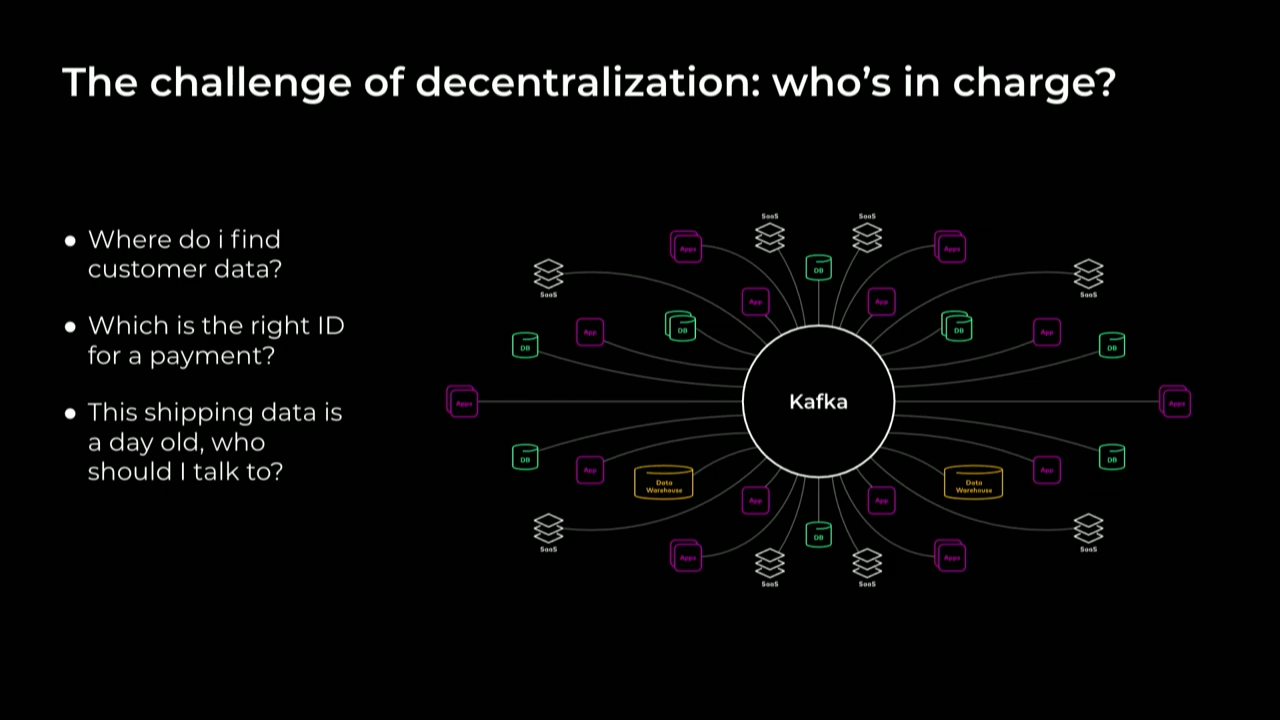 The challenge of decentralization: who's in charge?
● Where do i find
customer data?
● Which is the right ID
for a payment?
● This shipping data is
a day old, who
should I talk to?
SaaS
SaaS
Apps
Apps
DB
SaaS
SaaS
App
App
DB
DB
App
App
DB
DB
Apps
Kafka
Apps
DB
DB
App
App
Data
Warehouse
Data
Warehouse
App
App
DB
SaaS
SaaS
Apps
Apps
SaaS
SaaS